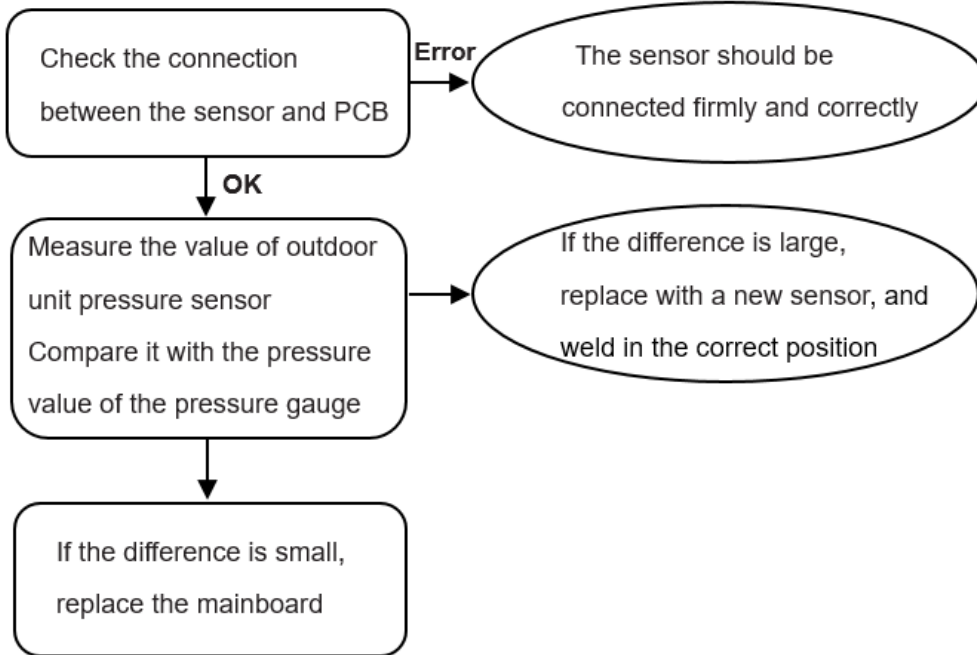 Check the connection
between the sensor and PCB
Error
The sensor should be
connected firmly and correctly
OK
Measure the value of outdoor
unit pressure sensor
Compare it with the pressure
value of the pressure gauge
If the difference is large,
replace with a new sensor, and
weld in the correct position
If the difference is small,
replace the mainboard